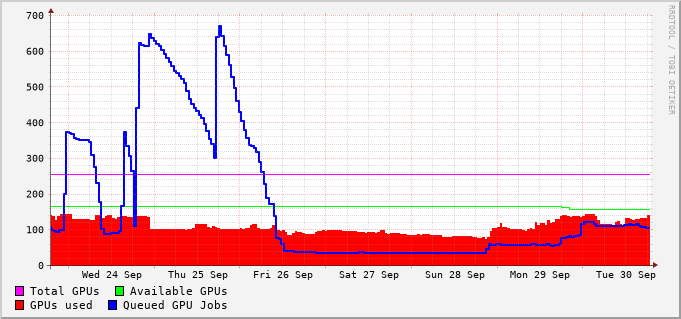 700
600
500
400
300
200
100
0
Wed 24 Sep Thu 25 Sep Fri 26 Sep Sat 27 Sep Sun 28 Sep Mon 29 Sep Tue 30 Sep
Total GPUs Available GPUs
GPUs used Queued GPU Jobs
RRDTOOL / TOBI OETIKER